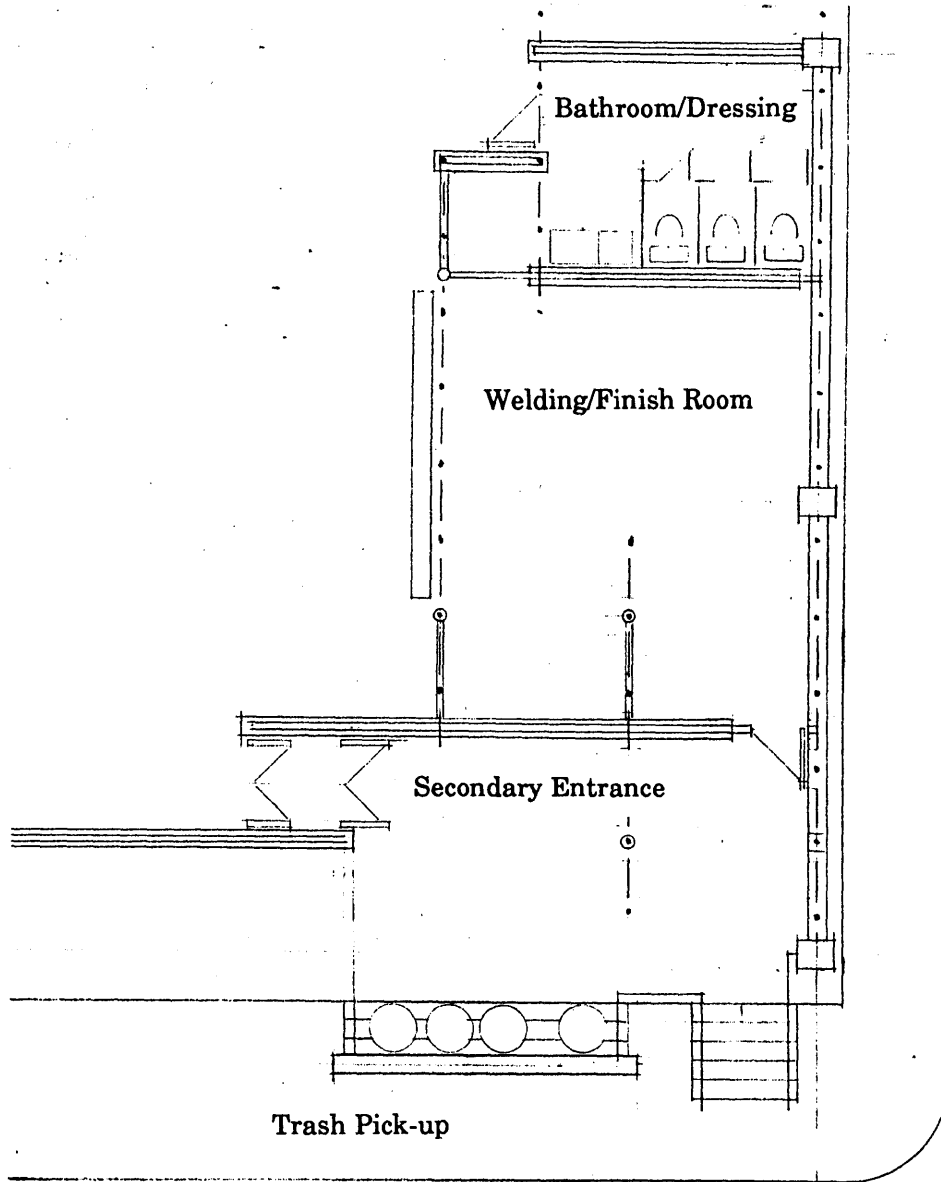 Bathroom/Dressing
Welding/Finish Room
Secondary Entrance
Trash Pick-up